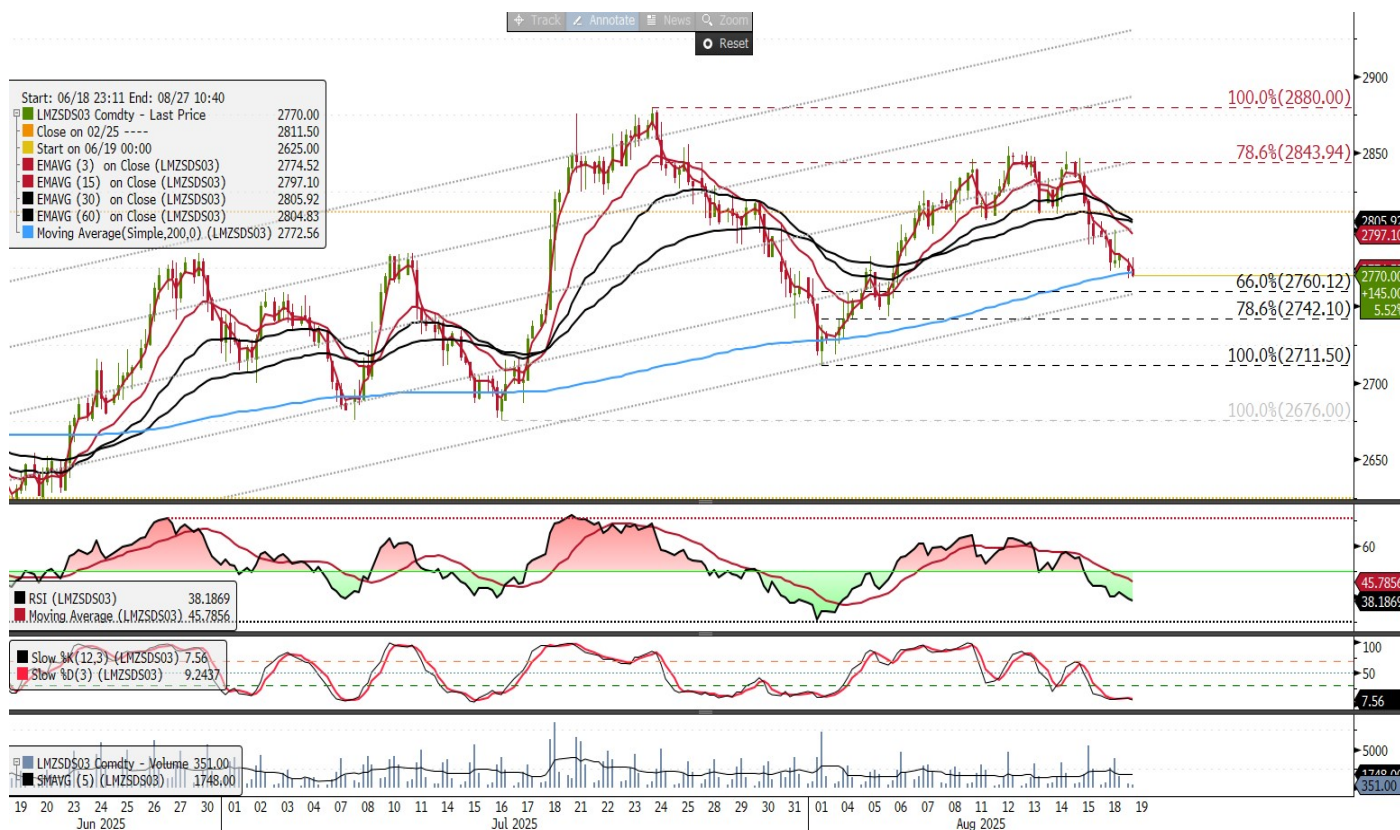 Track Annotate News Zoom
Reset
Start: 06/18 23:11 End: 08/27 10:40
LMZSDS03 Comdty - Last Price 2770.00
Close on 02/25 ---- 2811.50
Start on 06/19 00:00 2625.00
EMAVG (3) on Close (LMZSDS03) 2774.52
EMAVG (15) on Close (LMZSDS03) 2797.10
EMAVG (30) on Close (LMZSDS03) 2805.92
EMAVG (60) on Close (LMZSDS03) 2804.83
Moving Average(Simple,200,0) (LMZSDS03) 2772.56
100.0%(2880.00)
78.6%(2843.94)
66.0%(2760.12)
78.6%(2742.10)
100.0%(2711.50)
100.0%(2676.00)
2900
2850
2805.92
2797.10
2770.00
+145.00
5.52%
2700
2650
RSI (LMZSDS03) 38.1869
Moving Average (LMZSDS03) 45.7856
60
45.7856
38.1869
Slow %K(12,3) (LMZSDS03) 7.56
Slow %D(3) (LMZSDS03) 9.2437
100
50
7.56
LMZSDS03 Comdty - Volume 351.00
SMAVG (5) (LMZSDS03) 1748.00
5000
1748.00
351.00
19 20 23 24 25 26 27 30 01 02 03 04 07 08 10 11 14 15 16 17 18 21 22 23 24 25 28 29 30 31 01 04 05 06 07 08 11 12 13 14 15 18 19
Jun 2025 Jul 2025 Aug 2025